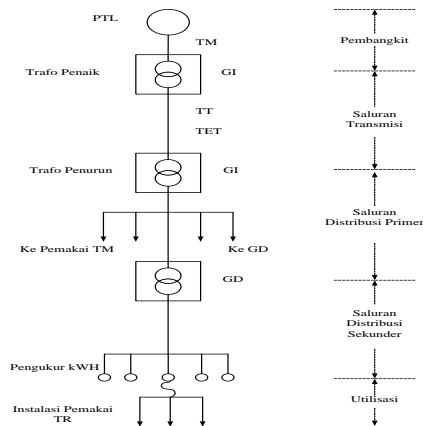 PTL
TM
Pembangkit
Trafo Penaik
GI
TT
Saluran
Transmisi
TET
Trafo Penurun
GI
Saluran
Distribusi Primer
Ke Pemakai TM
Ke GD
GD
Saluran
Distribusi
Sekunder
Pengukur kWH
Utilisasi
Instalasi Pemakai
TR